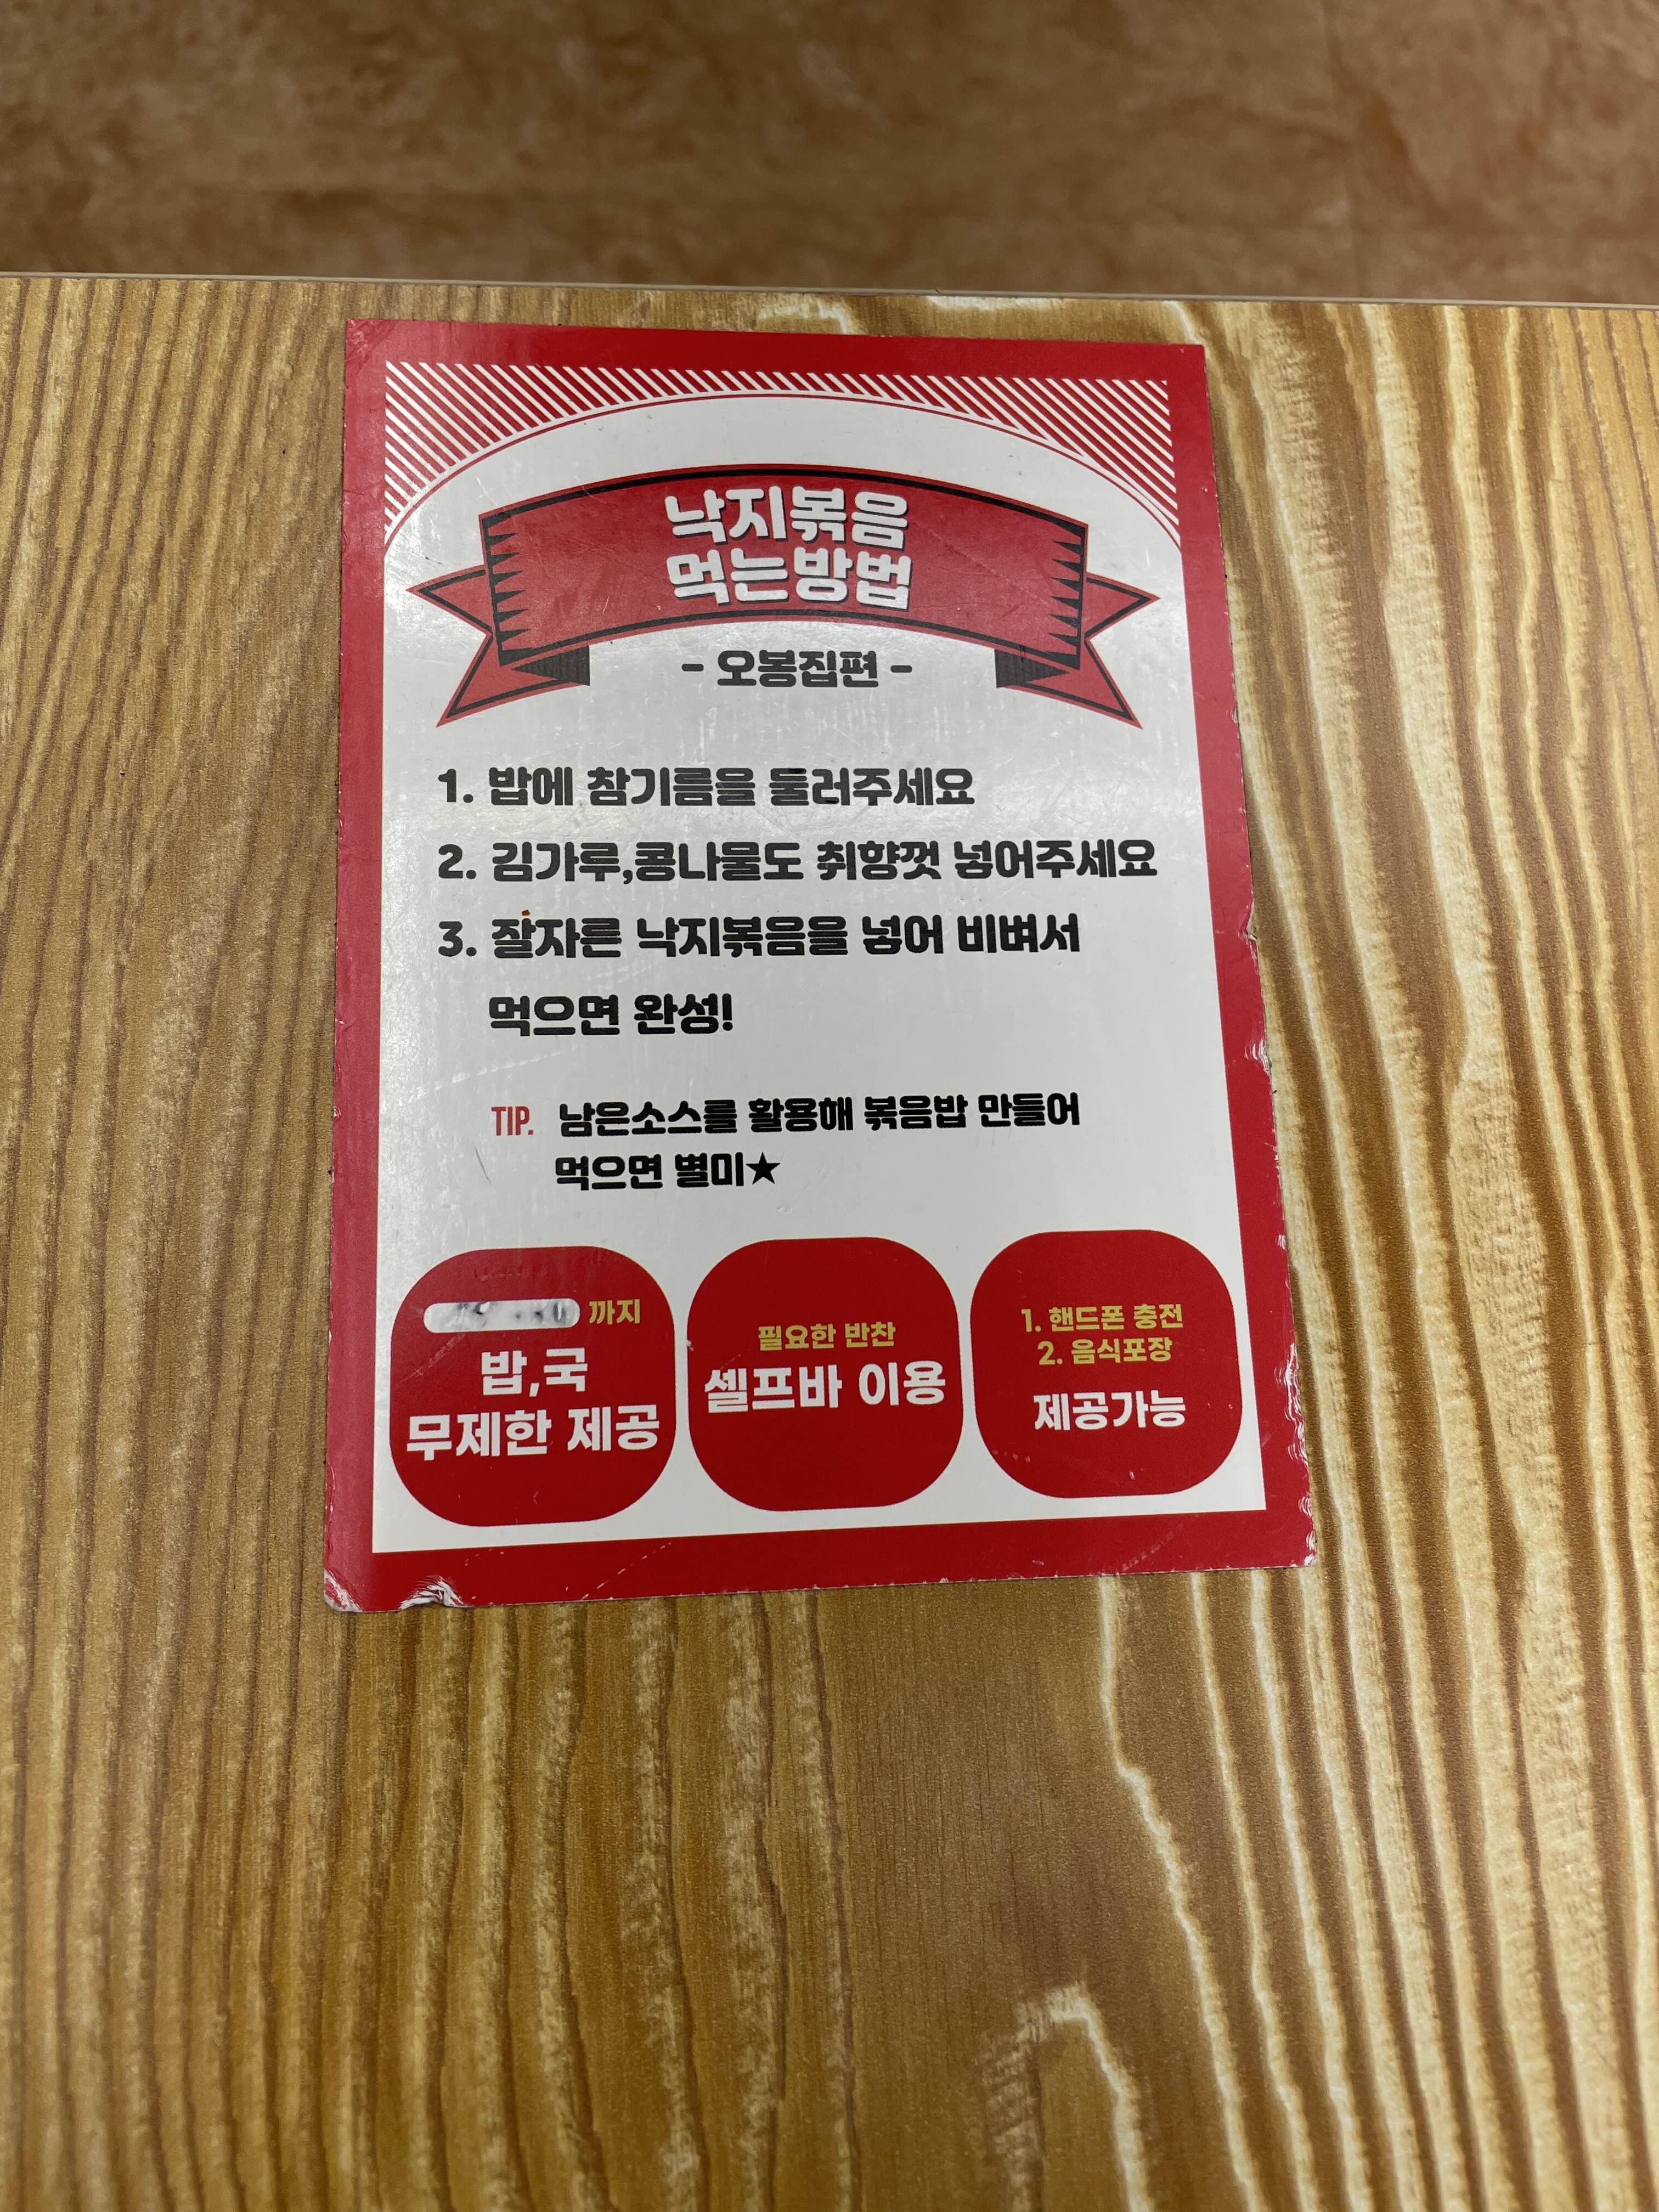 낙지볶음
먹는방법
- 오봉집편 -
1. 밥에 참기름을 둘러주세요
2. 김가루,콩나물도 취향껏 넣어주세요
3. 잘자른 낙지볶음을 넣어 비벼서
먹으면 완성!
TIP. 남은소스를 활용해 볶음밥 만들어
먹으면 별미★
까지
밥,국
무제한 제공
필요한 반찬
셀프바 이용
1. 핸드폰 충전
2. 음식포장
제공가능